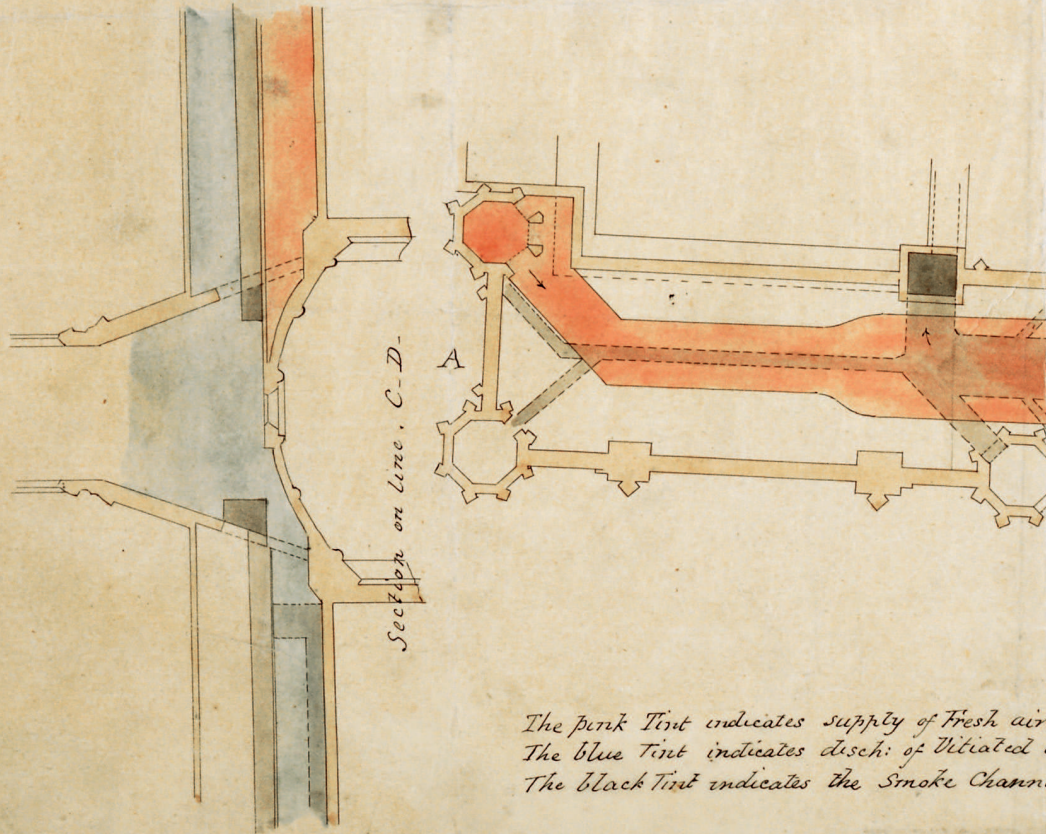 Section on line. C-D-
A
The pink Tint indicates supply of Fresh air
The blue Tint indicates disch: of Vitiated
The black Tint indicates the Smoke Chann